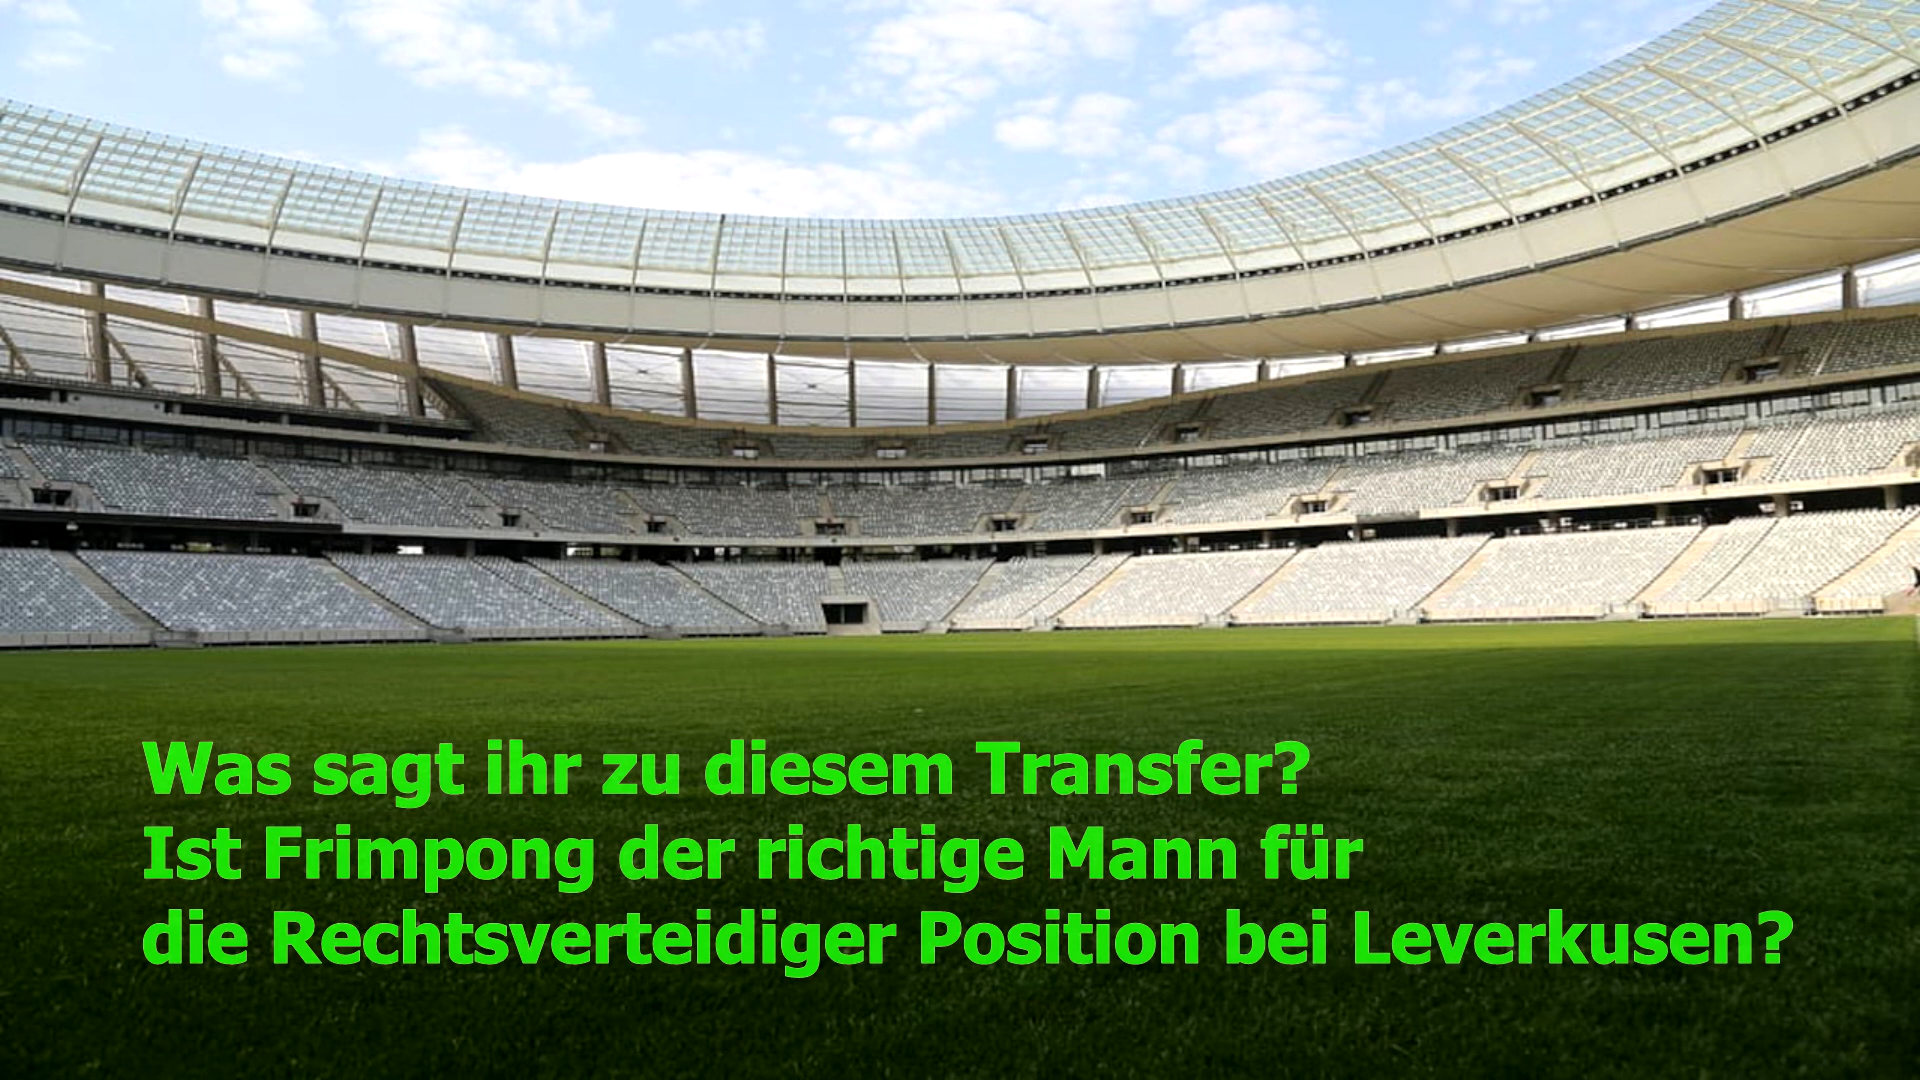 Was sagt ihr zu diesem Transfer?
Ist Frimpong der richtige Mann für
die Rechtsverteidiger Position bei Leverkusen?